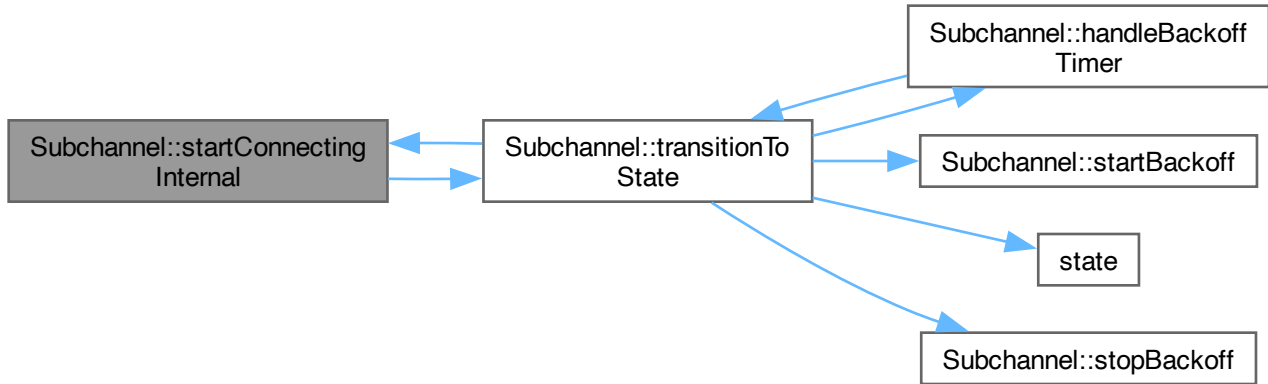 Subchannel::startConnecting
Internal
Subchannel::transitionTo
State
Subchannel::handleBackoff
Timer
Subchannel::startBackoff
state
Subchannel::stopBackoff